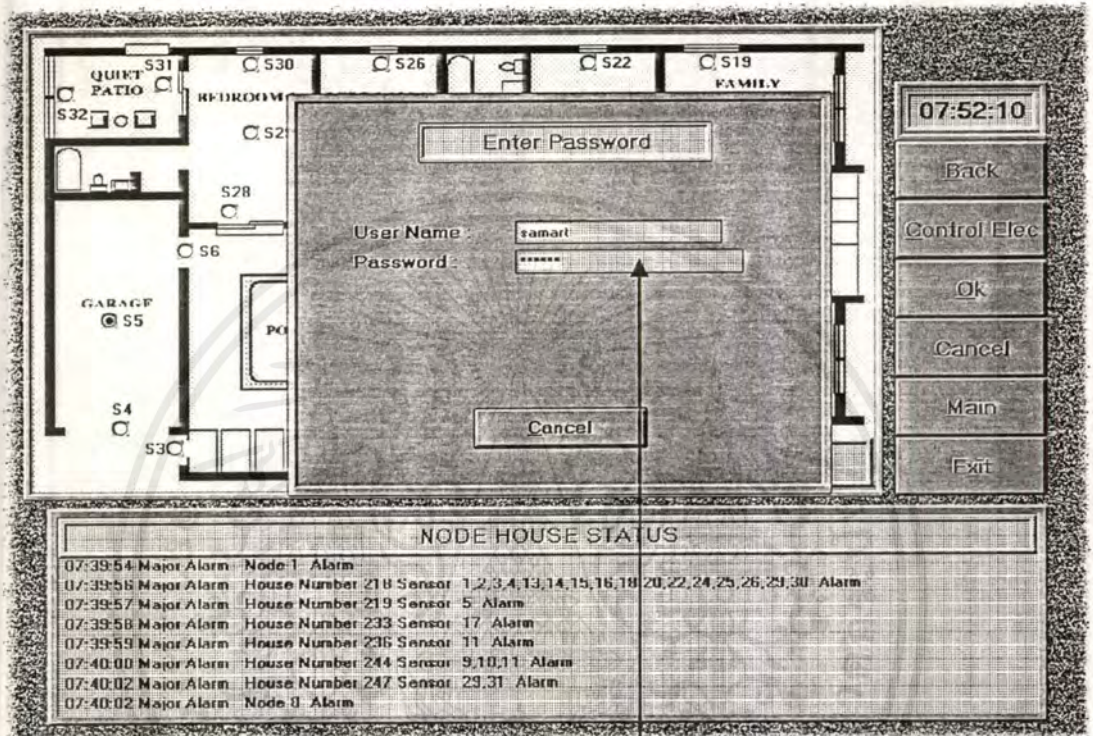 S31
QUIET
PATIO
S32
S30
S26
S22
S19
BEDROOM
FAMILY
S28
S6
GARAGE
S5
S4
S3
Enter Password
User Name :
samart
Password :
******
Cancel
07:52:10
Back
Control Elec
Ok
Cancel
Main
Exit
NODE HOUSE STATUS
07:39:54 Major Alarm Node 1 Alarm
07:39:56 Major Alarm House Number 218 Sensor 1,2,3,4,13,14,15,16,18,20,22,24,25,26,29,30 Alarm
07:39:57 Major Alarm House Number 219 Sensor 5 Alarm
07:39:58 Major Alarm House Number 233 Sensor 17 Alarm
07:39:59 Major Alarm House Number 236 Sensor 11 Alarm
07:40:00 Major Alarm House Number 244 Sensor 9,10,11 Alarm
07:40:02 Major Alarm House Number 247 Sensor 29,31 Alarm
07:40:02 Major Alarm Node 8 Alarm